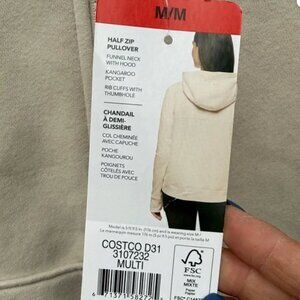 M/M
HALF ZIP
PULLOVER
FUNNEL NECK
WITH HOOD
KANGAROO
POCKET
RIB CUFFS WITH
THUMBHOLE
CHANDAIL
À DEMI-
GLISSIÈRE
COL CHEMINÉE
AVEC CAPUCHE
POCHE
KANGOUROU
POIGNETS
CÔTELÉS AVEC
TROU DE POUCE
COSTCO D31
3107232
MULTI
FSC
MIX
MIXTE